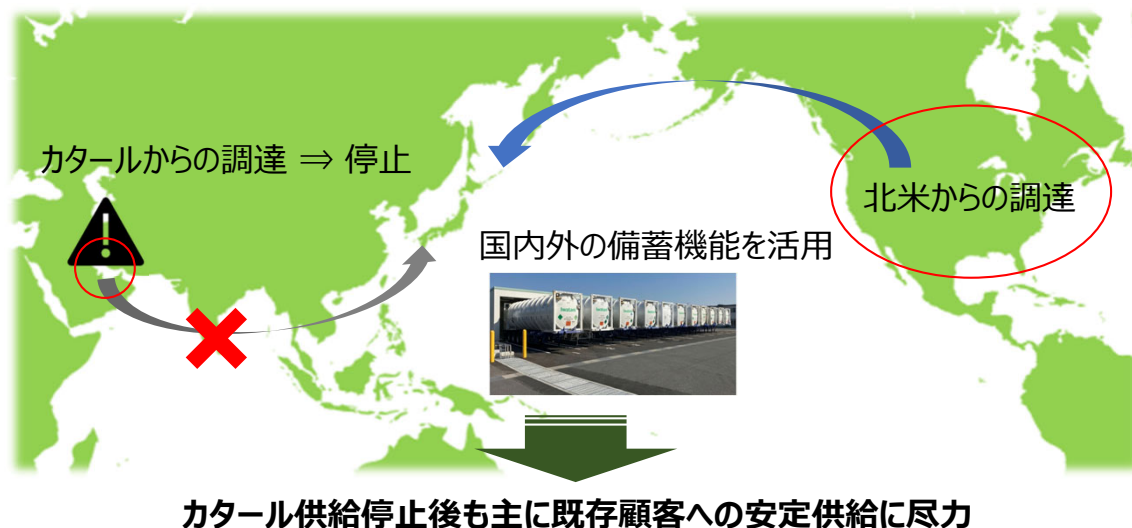 カタールからの調達 ⇒ 停止
北米からの調達
国内外の備蓄機能を活用
カタール供給停止後も主に既存顧客への安定供給に尽力